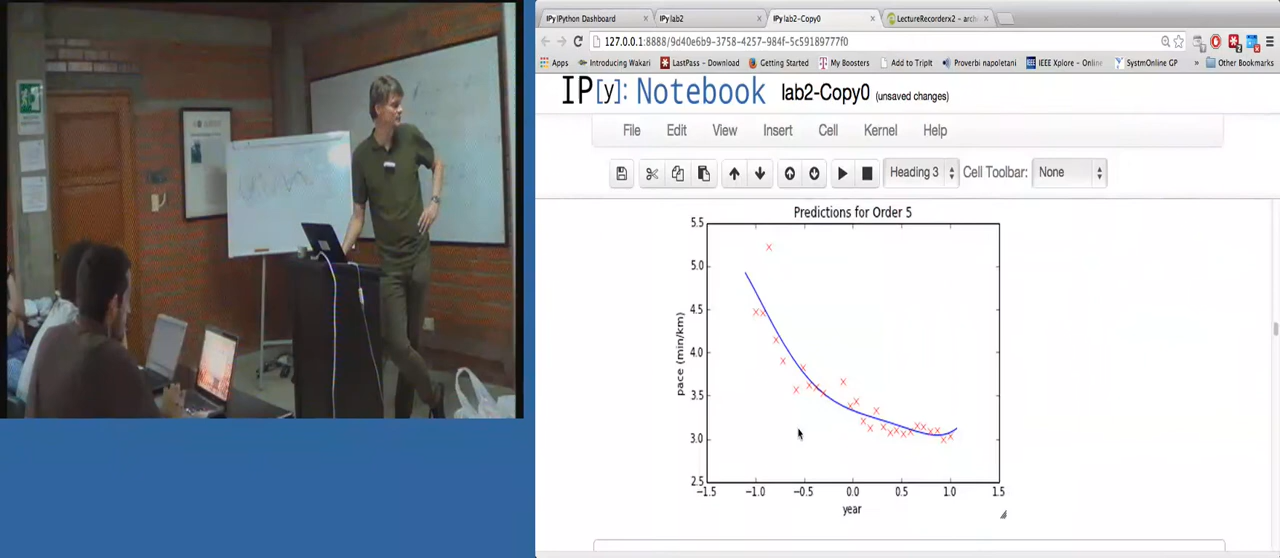 IPy IPython Dashboard
IPy lab2
IPy lab2-Copy0
LectureRecorderx2 - arch
127.0.0.1:8888/9d40e6b9-3758-4257-984f-5c59189777f0
Apps
Introducing Wakari
LastPass - Download
Getting Started
My Boosters
Add to TripIt
Proverbi napoletani
IEEE Xplore - Online
SystmOnline GP
»
Other Bookmarks
IP[y]: Notebook lab2-Copy0 (unsaved changes)
File Edit View Insert Cell Kernel Help
Heading 3 Cell Toolbar: None
Predictions for Order 5
5.5
5.0
4.5
4.0
3.5
3.0
2.5
pace (min/km)
−1.5 −1.0 −0.5 0.0 0.5 1.0 1.5
year